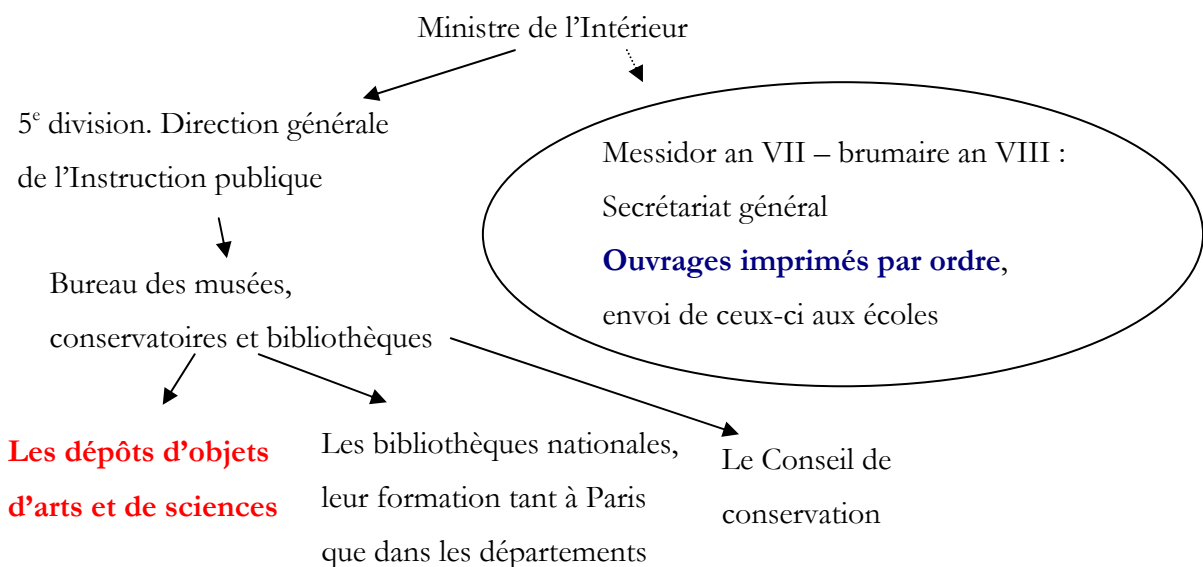 Ministre de l’Intérieur
5e division. Direction générale
de l’Instruction publique
Messidor an VII – brumaire an VIII :
Secrétariat général
Ouvrages imprimés par ordre,
envoi de ceux-ci aux écoles
Bureau des musées,
conservatoires et bibliothèques
Les dépôts d’objets
d’arts et de sciences
Les bibliothèques nationales,
leur formation tant à Paris
que dans les départements
Le Conseil de
conservation